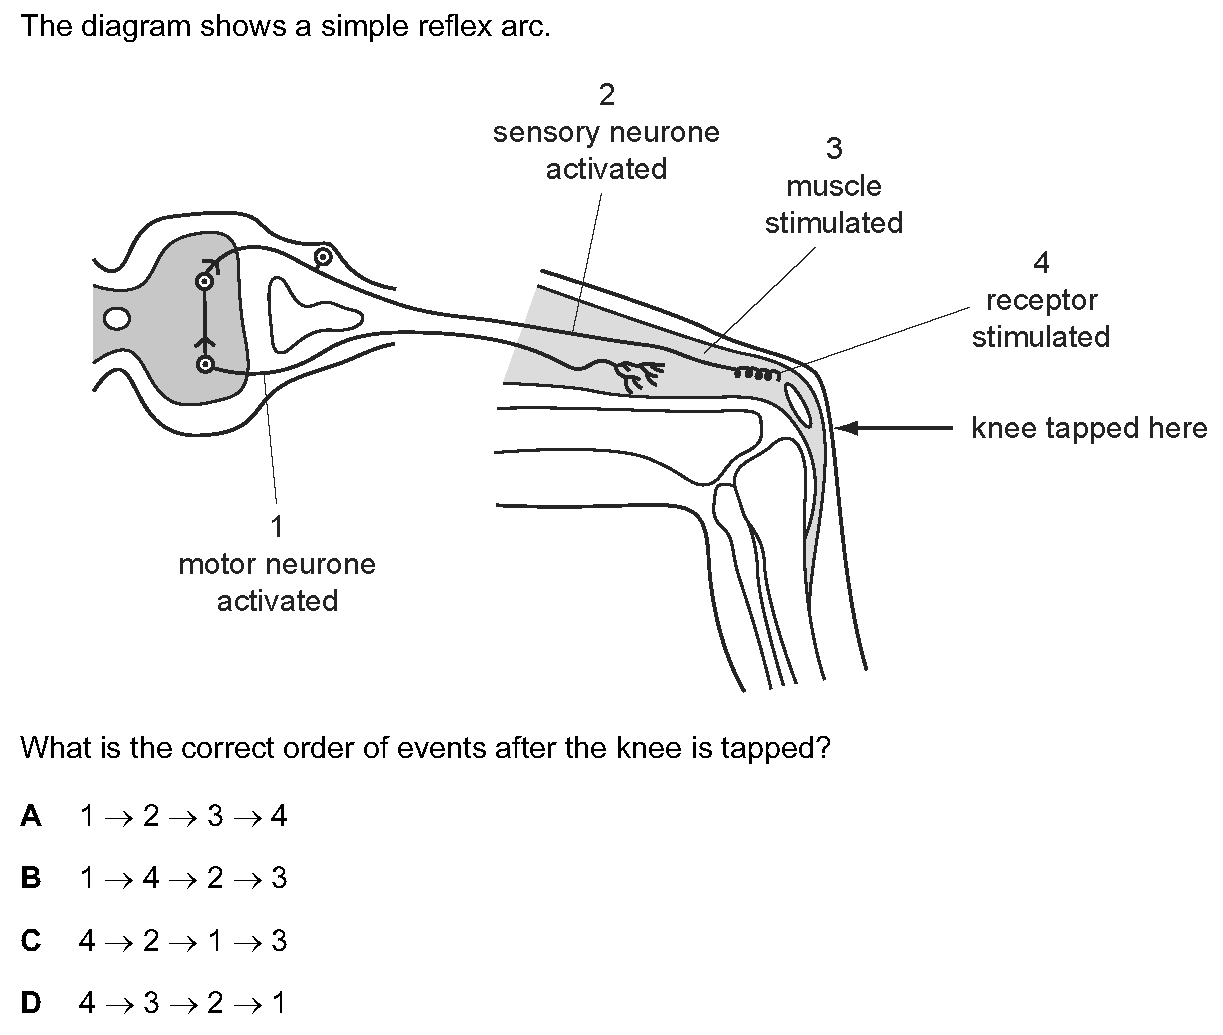 The diagram shows a simple reflex arc.
2
sensory neurone
activated
3
muscle
stimulated
4
receptor
stimulated
knee tapped here
1
motor neurone
activated
What is the correct order of events after the knee is tapped?
A 1 → 2 → 3 → 4
B 1 → 4 → 2 → 3
C 4 → 2 → 1 → 3
D 4 → 3 → 2 → 1